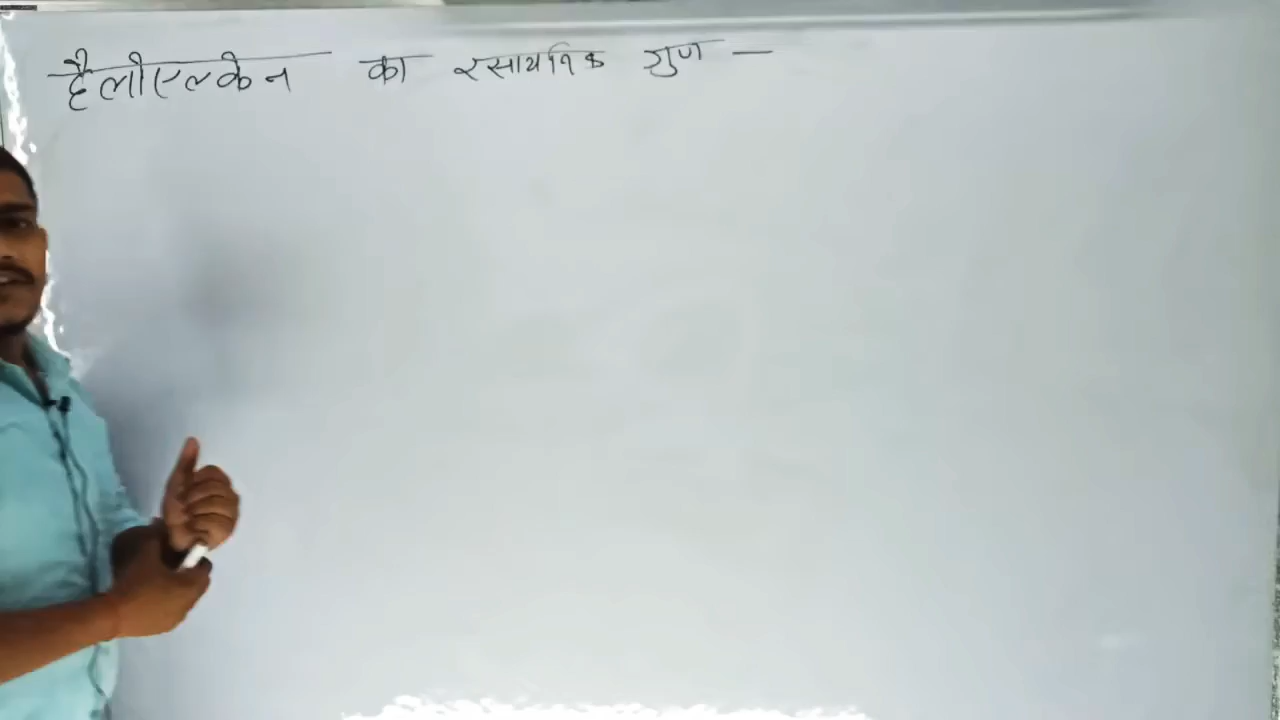 हैलोएल्केन का रसायनिक गुण —